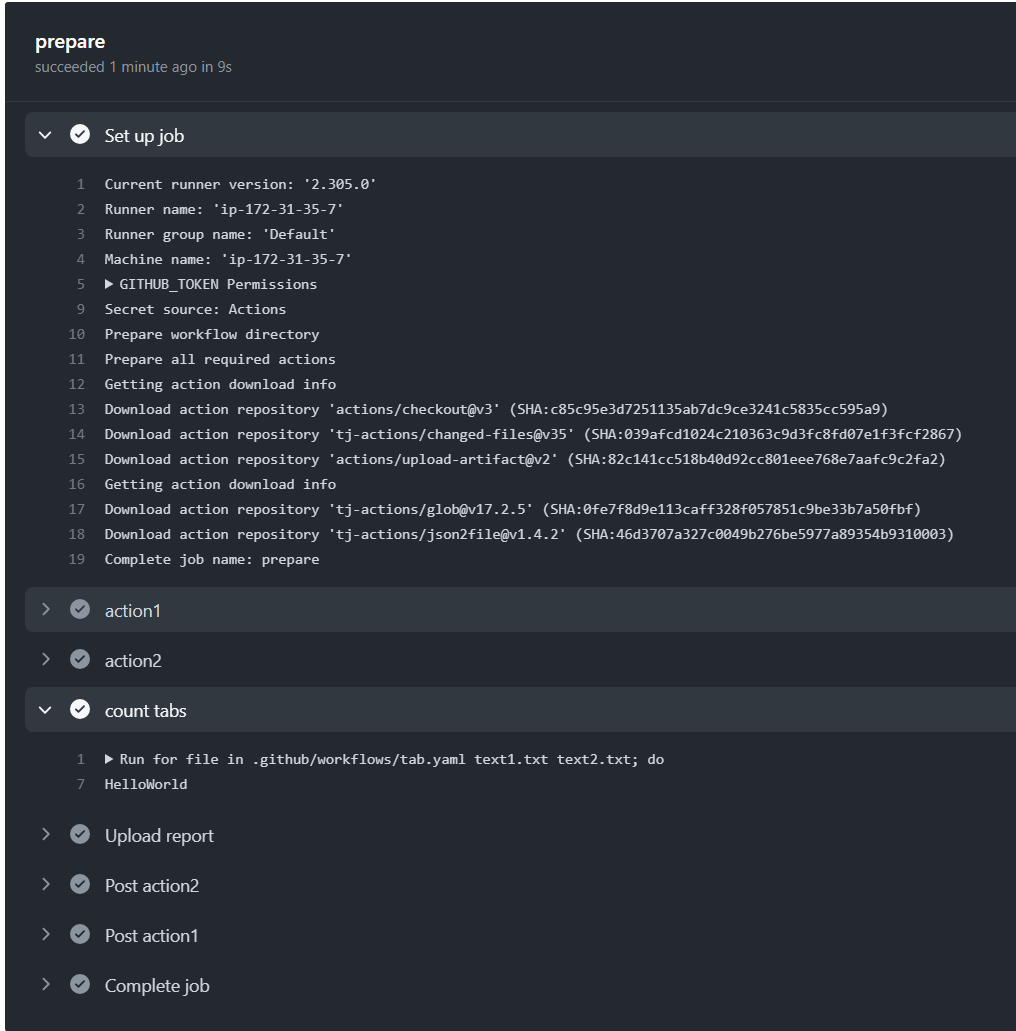 prepare
succeeded 1 minute ago in 9s
Set up job
1 Current runner version: '2.305.0'
2 Runner name: 'ip-172-31-35-7'
3 Runner group name: 'Default'
4 Machine name: 'ip-172-31-35-7'
5 GITHUB_TOKEN Permissions
9 Secret source: Actions
10 Prepare workflow directory
11 Prepare all required actions
12 Getting action download info
13 Download action repository 'actions/checkout@v3' (SHA:c85c95e3d7251135ab7dc9ce3241c5835cc595a9)
14 Download action repository 'tj-actions/changed-files@v35' (SHA:039afcd1024c210363c9d3fc8fd07e1f3fcf2867)
15 Download action repository 'actions/upload-artifact@v2' (SHA:82c141cc518b40d92cc801eee768e7aafc9c2fa2)
16 Getting action download info
17 Download action repository 'tj-actions/glob@v17.2.5' (SHA:0fe7f8d9e113caff328f057851c9be33b7a50fbf)
18 Download action repository 'tj-actions/json2file@v1.4.2' (SHA:46d3707a327c0049b276be5977a89354b9310003)
19 Complete job name: prepare
action1
action2
count tabs
1 Run for file in .github/workflows/tab.yaml text1.txt text2.txt; do
7 HelloWorld
Upload report
Post action2
Post action1
Complete job